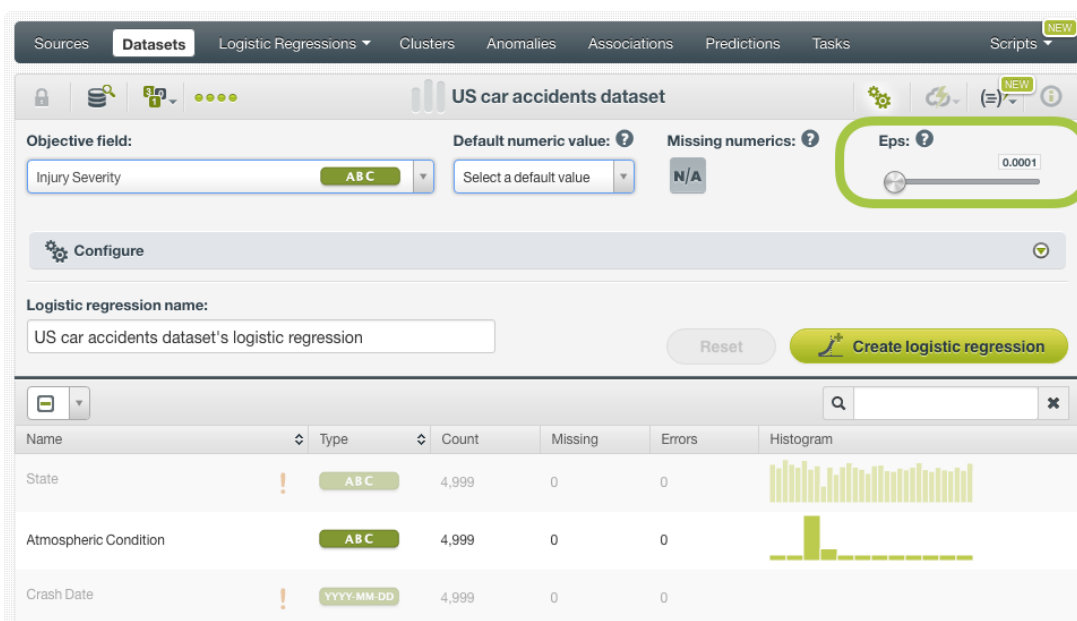 NEW
Sources Datasets Logistic Regressions Clusters Anomalies Associations Predictions Tasks Scripts
NEW
US car accidents dataset
Objective field: Default numeric value: ? Missing numerics: ? Eps: ?
0.0001
Injury Severity ABC Select a default value N/A
Configure
Logistic regression name:
US car accidents dataset's logistic regression
Reset Create logistic regression
Name Type Count Missing Errors Histogram
State ! ABC 4,999 0 0
Atmospheric Condition ABC 4,999 0 0
Crash Date ! YYYY-MM-DD 4,999 0 0